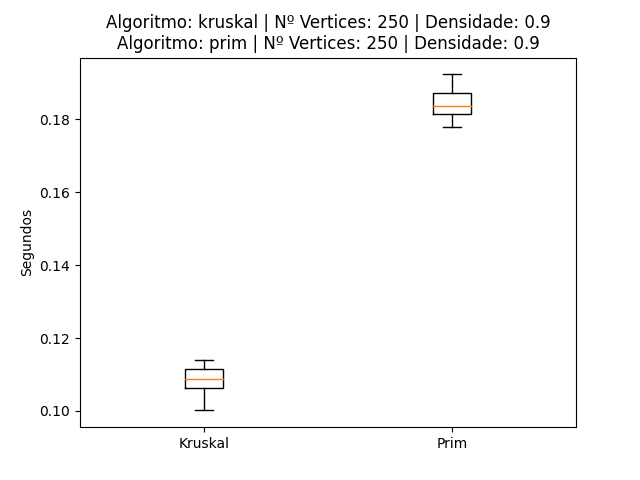 Algoritmo: kruskal | Nº Vertices: 250 | Densidade: 0.9
Algoritmo: prim | Nº Vertices: 250 | Densidade: 0.9
Segundos
0.18
0.16
0.14
0.12
0.10
Kruskal
Prim